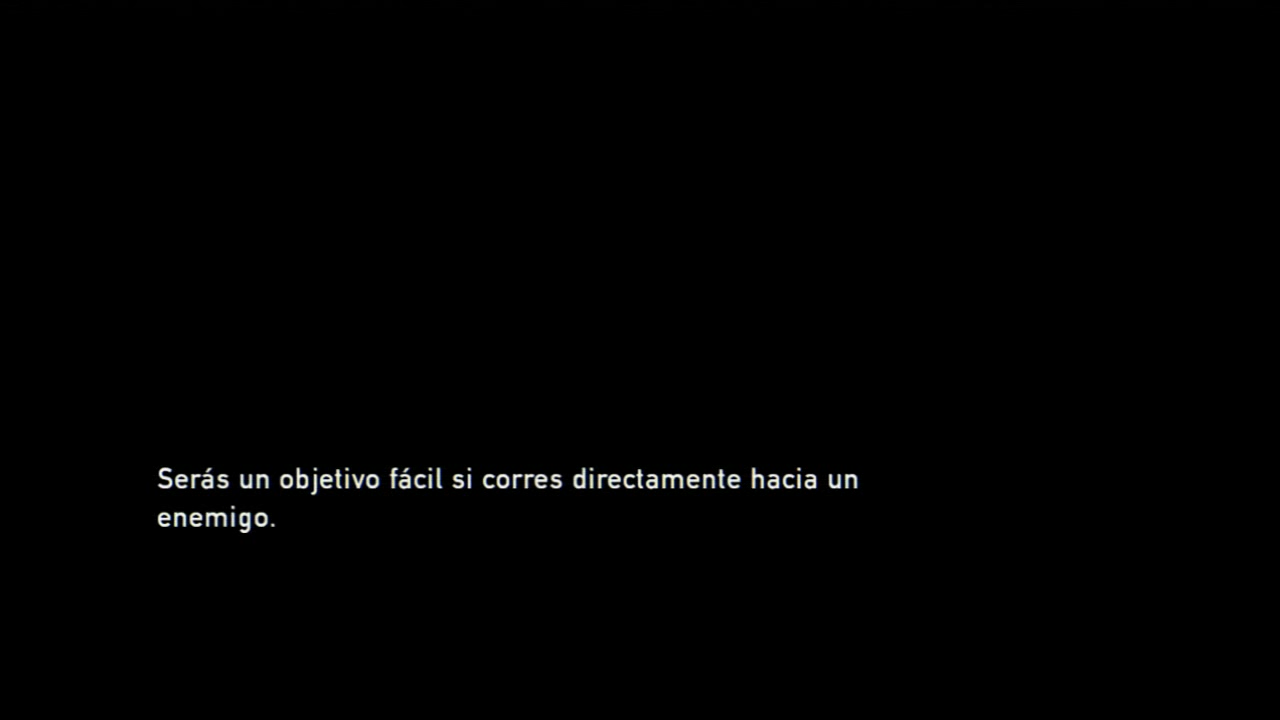 Serás un objetivo fácil si corres directamente hacia un
enemigo.